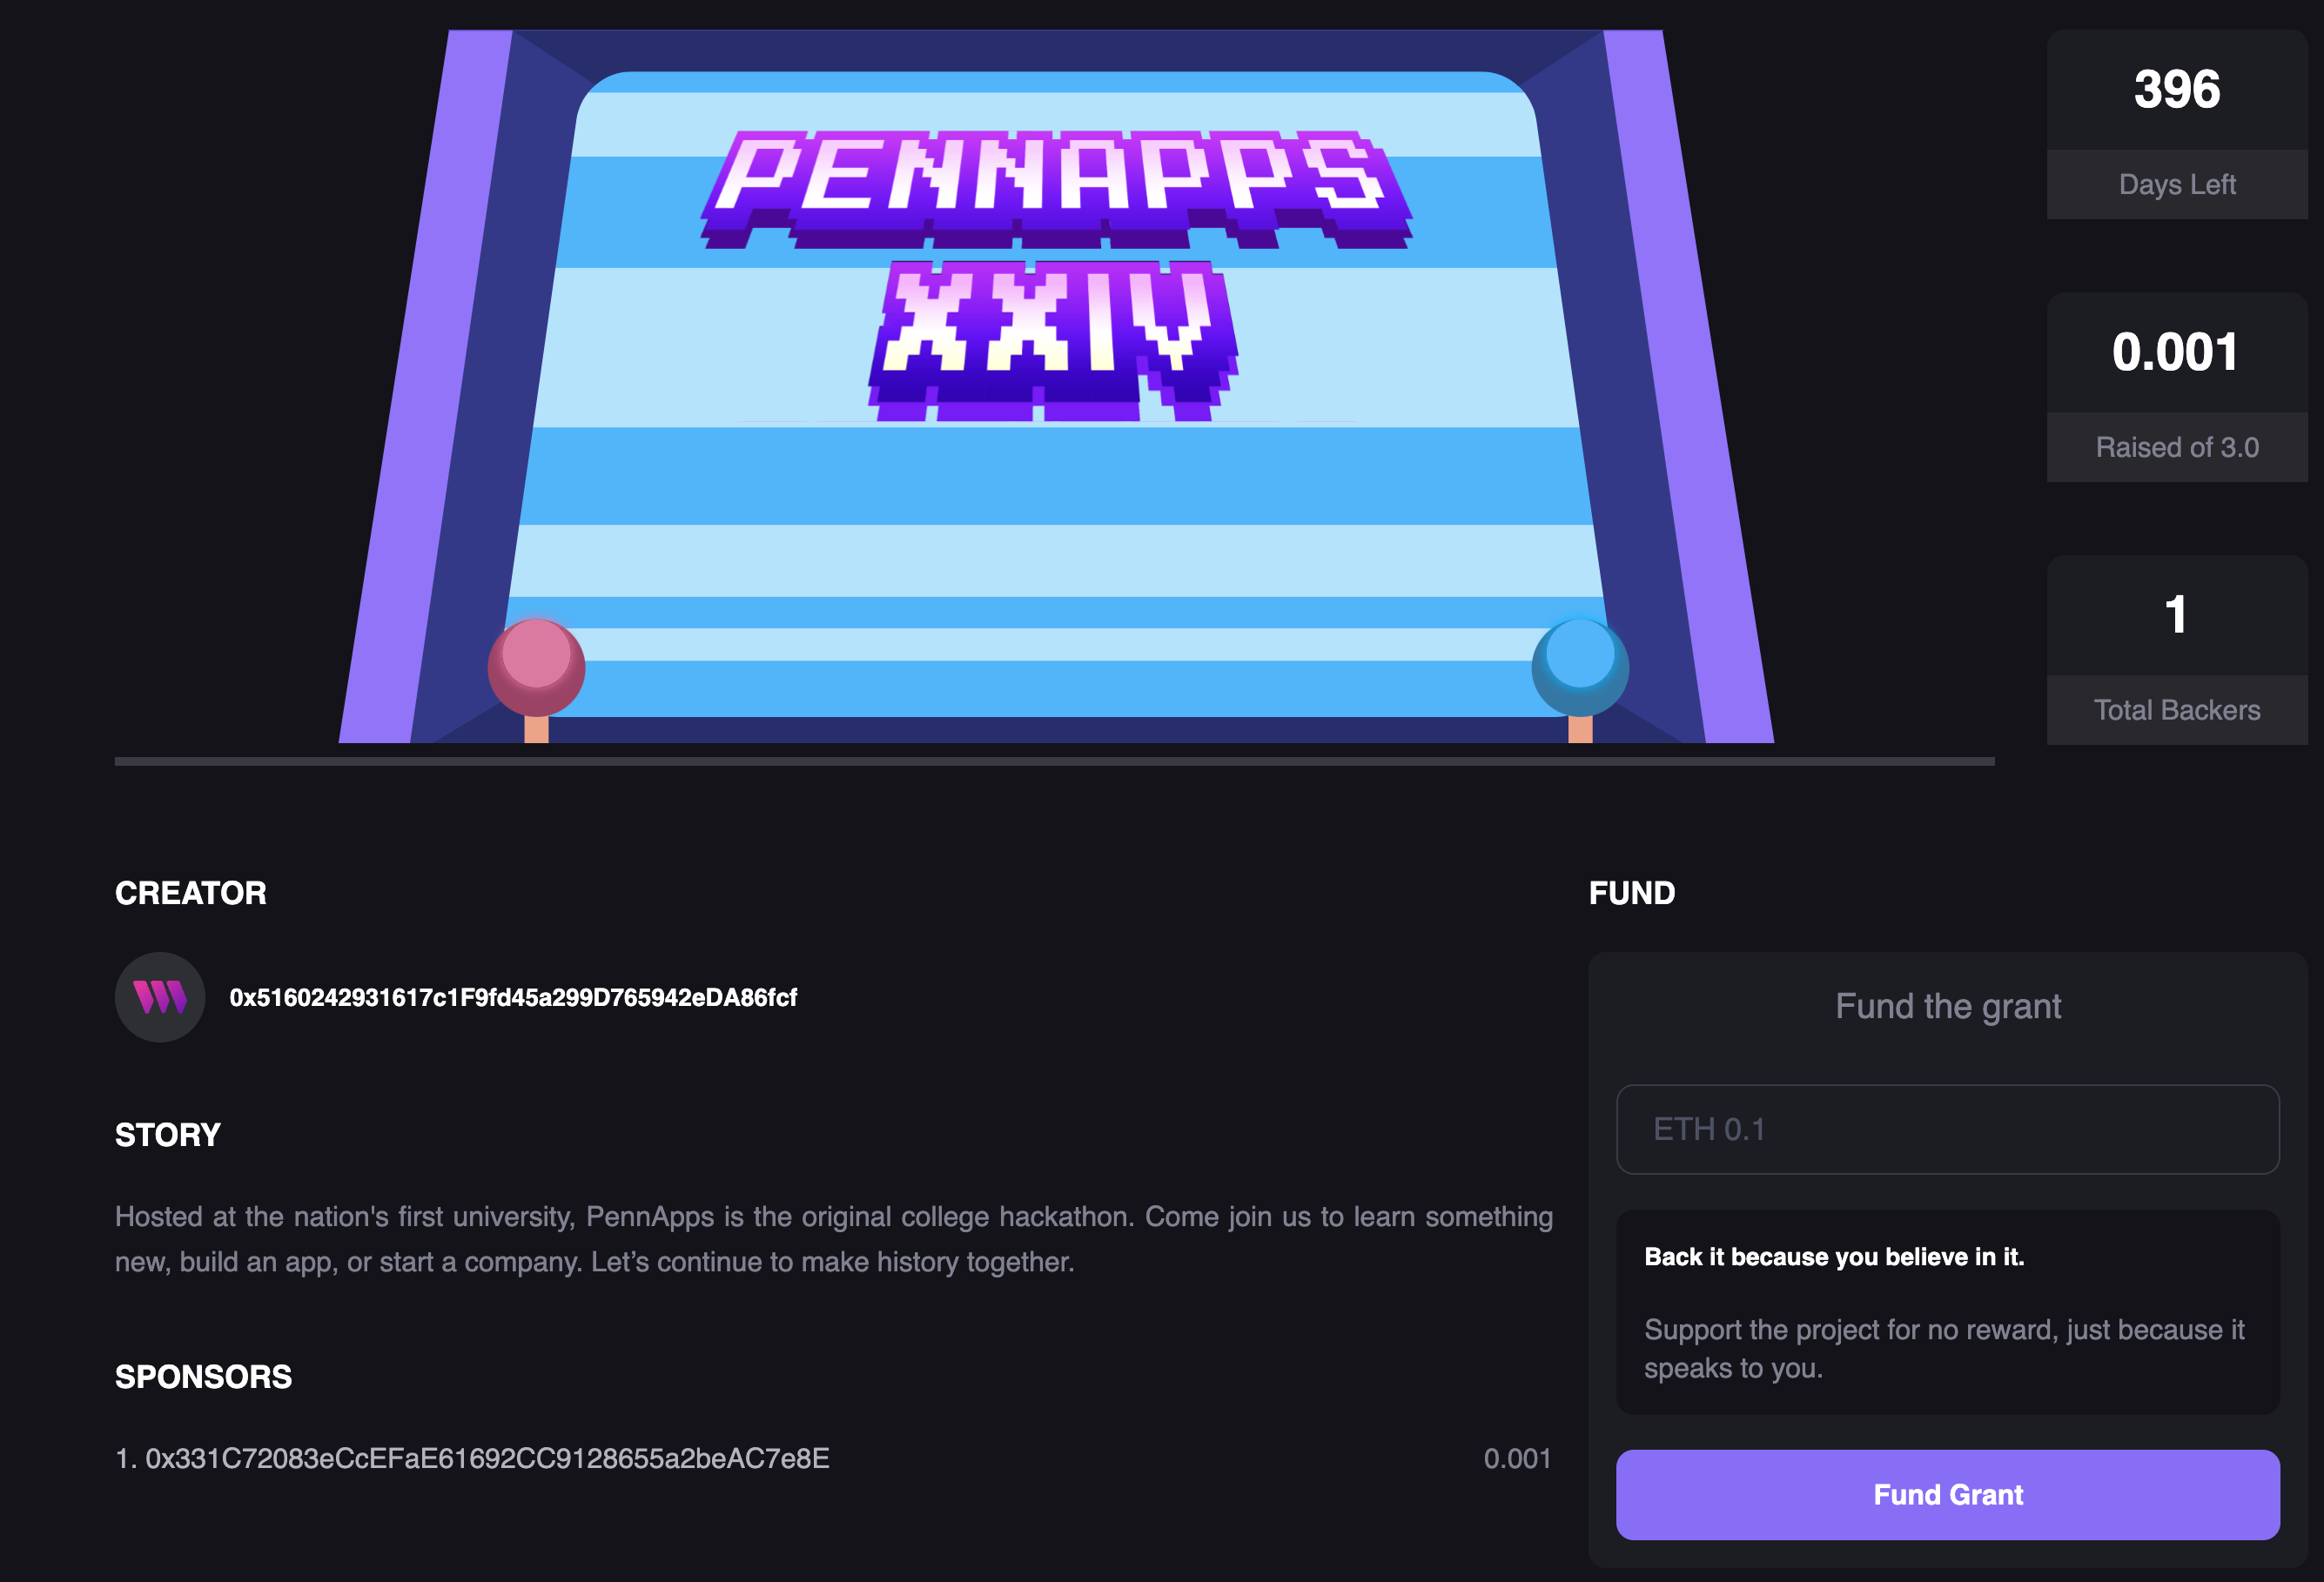 PENNAPPS
XXIV
396
Days Left
0.001
Raised of 3.0
1
Total Backers
CREATOR
0x5160242931617c1F9fd45a299D765942eDA86fcf
STORY
Hosted at the nation's first university, PennApps is the original college hackathon. Come join us to learn something
new, build an app, or start a company. Let’s continue to make history together.
SPONSORS
1. 0x331C72083eCcEFaE61692CC9128655a2beAC7e8E
0.001
FUND
Fund the grant
ETH 0.1
Back it because you believe in it.
Support the project for no reward, just because it
speaks to you.
Fund Grant